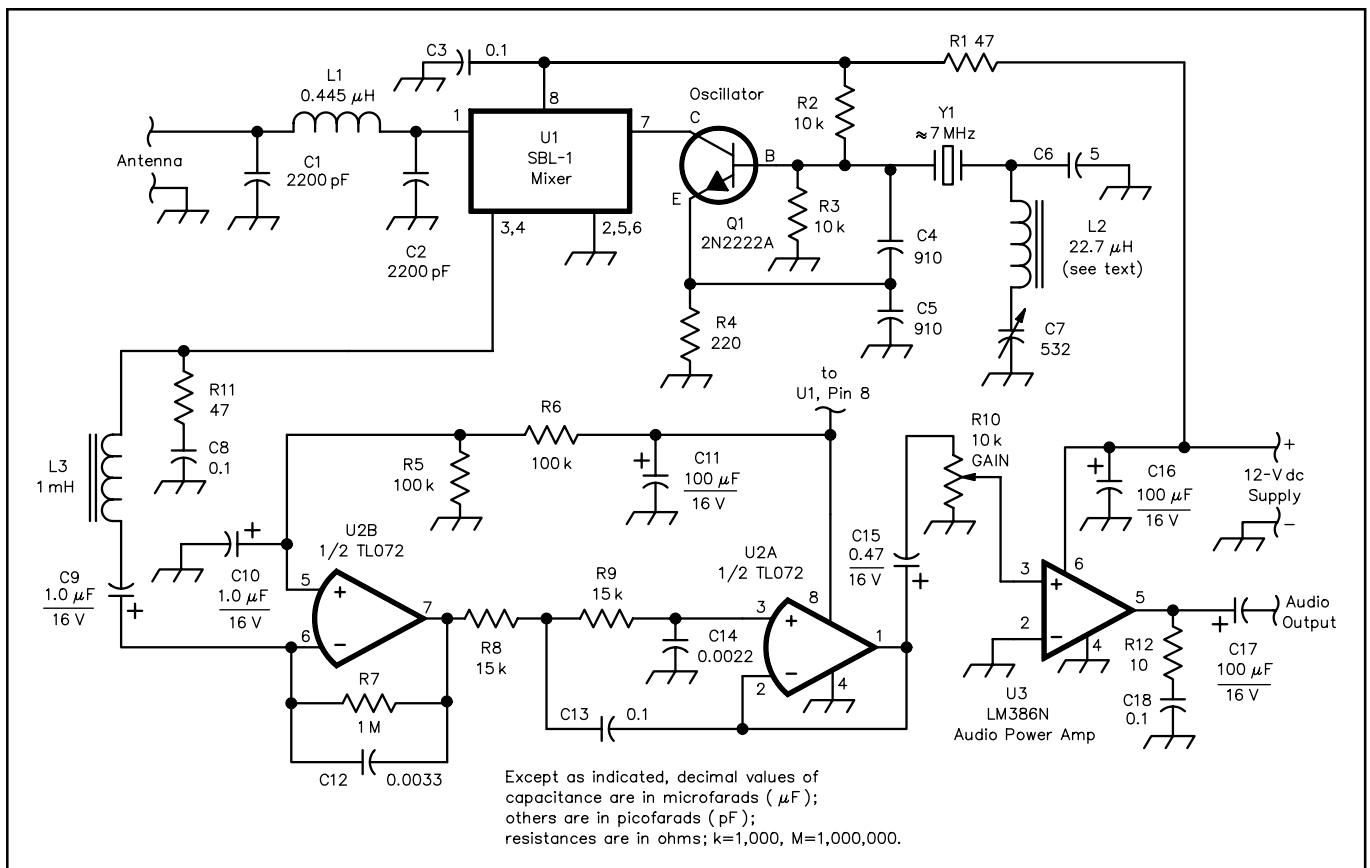 C3
0.1
R1 47
L1
0.445 µH
8
Oscillator
R2
10 k
Y1
≈ 7 MHz
1
7
C
U1
SBL-1
Mixer
B
C6
5
Antenna
C1
2200 pF
E
R3
10 k
3,4
2,5,6
C2
2200 pF
Q1
2N2222A
C4
910
L2
22.7 µH
(see text)
R4
220
C5
910
C7
532
to
U1, Pin 8
R11
47
R6
100 k
R10
10 k
GAIN
C8
0.1
R5
100 k
+
C11
100 µF
16 V
+
C16
100 µF
16 V
+
12-V dc
Supply
−
L3
1 mH
U2B
1/2 TL072
+
C10
1.0 µF
16 V
C9
1.0 µF
16 V
+
5
+
7
6
−
R9
15 k
U2A
1/2 TL072
C15
0.47
16 V
+
3
+
8
1
2
−
4
R8
15 k
C14
0.0022
3
+
6
5
2
−
4
Audio
Output
+
C17
100 µF
16 V
R12
10
R7
1 M
C18
0.1
U3
LM386N
Audio Power Amp
C13
0.1
C12
0.0033
Except as indicated, decimal values of
capacitance are in microfarads ( µF);
others are in picofarads ( pF);
resistances are in ohms; k=1,000, M=1,000,000.